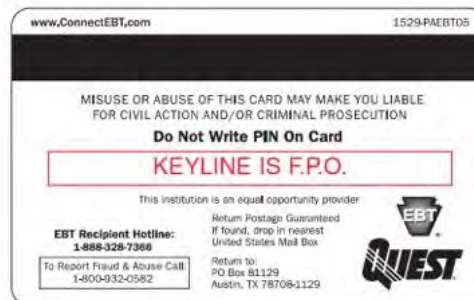 www.ConnectEBT.com 1529-PAEBT05
MISUSE OR ABUSE OF THIS CARD MAY MAKE YOU LIABLE
FOR CIVIL ACTION AND/OR CRIMINAL PROSECUTION
Do Not Write PIN On Card
KEYLINE IS F.P.O.
This institution is an equal opportunity provider
EBT Recipient Hotline:
1-888-328-7366
To Report Fraud & Abuse Call
1-800-932-0582
Return Postage Guaranteed
If found, drop in nearest
United States Mail Box
Return to:
PO Box 81129
Austin, TX 78708-1129
EBT
QUEST